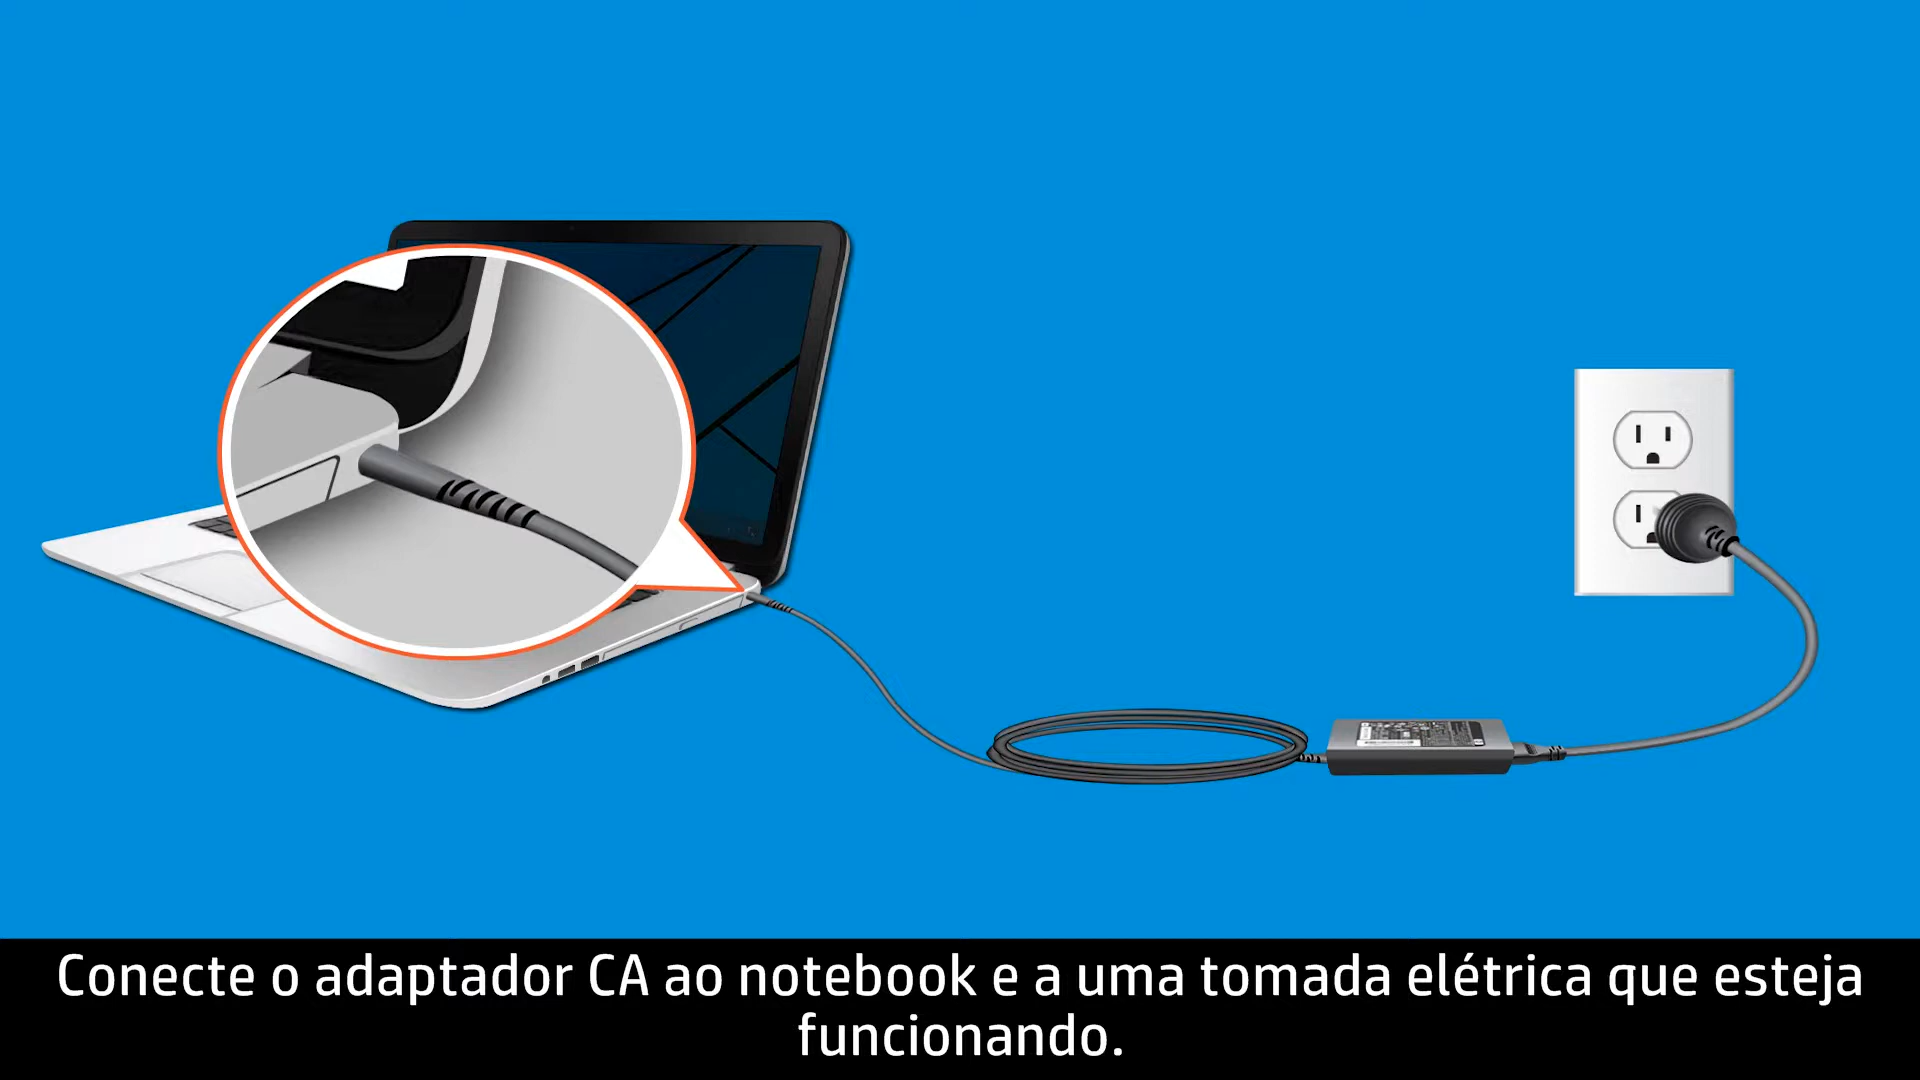 Conecte o adaptador CA ao notebook e a uma tomada elétrica que esteja
funcionando.